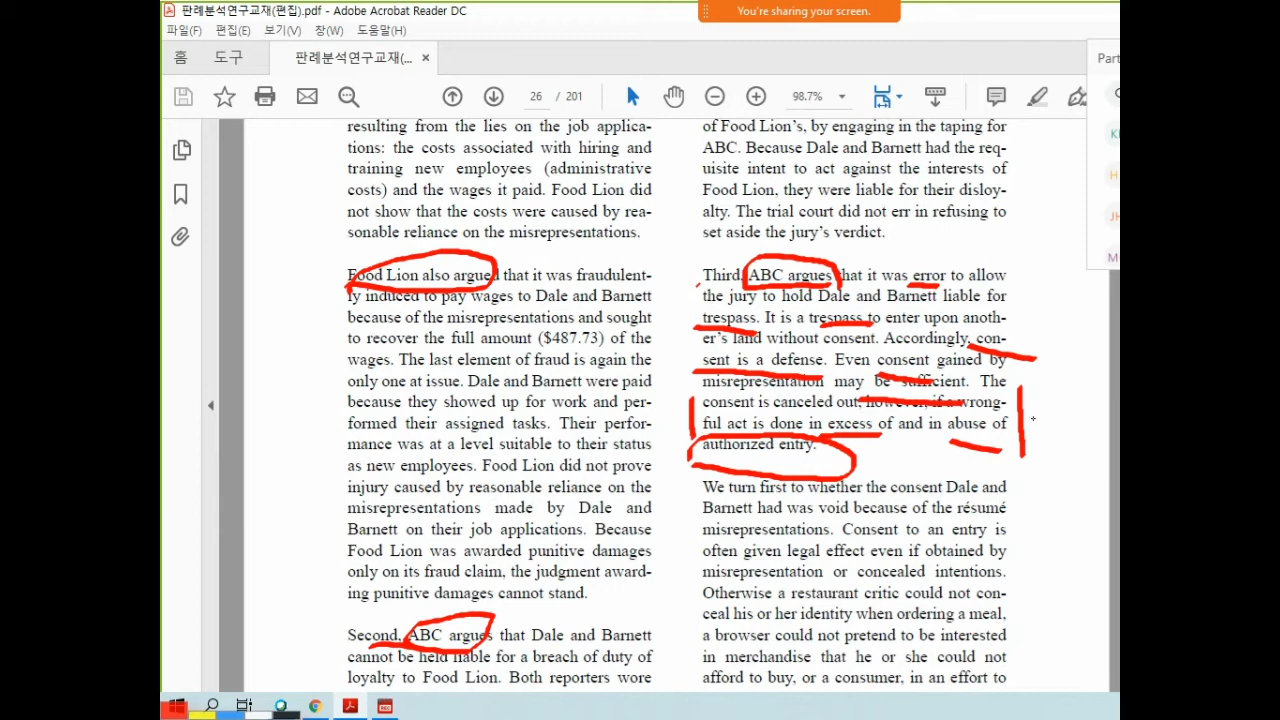 판례분석연구교재(편집).pdf - Adobe Acrobat Reader DC
You're sharing your screen.
파일(F) 편집(E) 보기(V) 창(W) 도움말(H)
홈 도구 판례분석연구교재(... ×
Part
26 / 201
98.7%
resulting from the lies on the job applica-
tions: the costs associated with hiring and
training new employees (administrative
costs) and the wages it paid. Food Lion did
not show that the costs were caused by rea-
sonable reliance on the misrepresentations.
Food Lion also argued that it was fraudulent-
ly induced to pay wages to Dale and Barnett
because of the misrepresentations and sought
to recover the full amount ($487.73) of the
wages. The last element of fraud is again the
only one at issue. Dale and Barnett were paid
because they showed up for work and per-
formed their assigned tasks. Their perfor-
mance was at a level suitable to their status
as new employees. Food Lion did not prove
injury caused by reasonable reliance on the
misrepresentations made by Dale and
Barnett on their job applications. Because
Food Lion was awarded punitive damages
only on its fraud claim, the judgment award-
ing punitive damages cannot stand.
Second, ABC argues that Dale and Barnett
cannot be held liable for a breach of duty of
loyalty to Food Lion. Both reporters were
of Food Lion's, by engaging in the taping for
ABC. Because Dale and Barnett had the req-
uisite intent to act against the interests of
Food Lion, they were liable for their disloy-
alty. The trial court did not err in refusing to
set aside the jury's verdict.
Third, ABC argues that it was error to allow
the jury to hold Dale and Barnett liable for
trespass. It is a trespass to enter upon anoth-
er's land without consent. Accordingly, con-
sent is a defense. Even consent gained by
misrepresentation may be sufficient. The
consent is canceled out, however, if a wrong-
ful act is done in excess of and in abuse of
authorized entry.
We turn first to whether the consent Dale and
Barnett had was void because of the résumé
misrepresentations. Consent to an entry is
often given legal effect even if obtained by
misrepresentation or concealed intentions.
Otherwise a restaurant critic could not con-
ceal his or her identity when ordering a meal,
a browser could not pretend to be interested
in merchandise that he or she could not
afford to buy, or a consumer, in an effort to